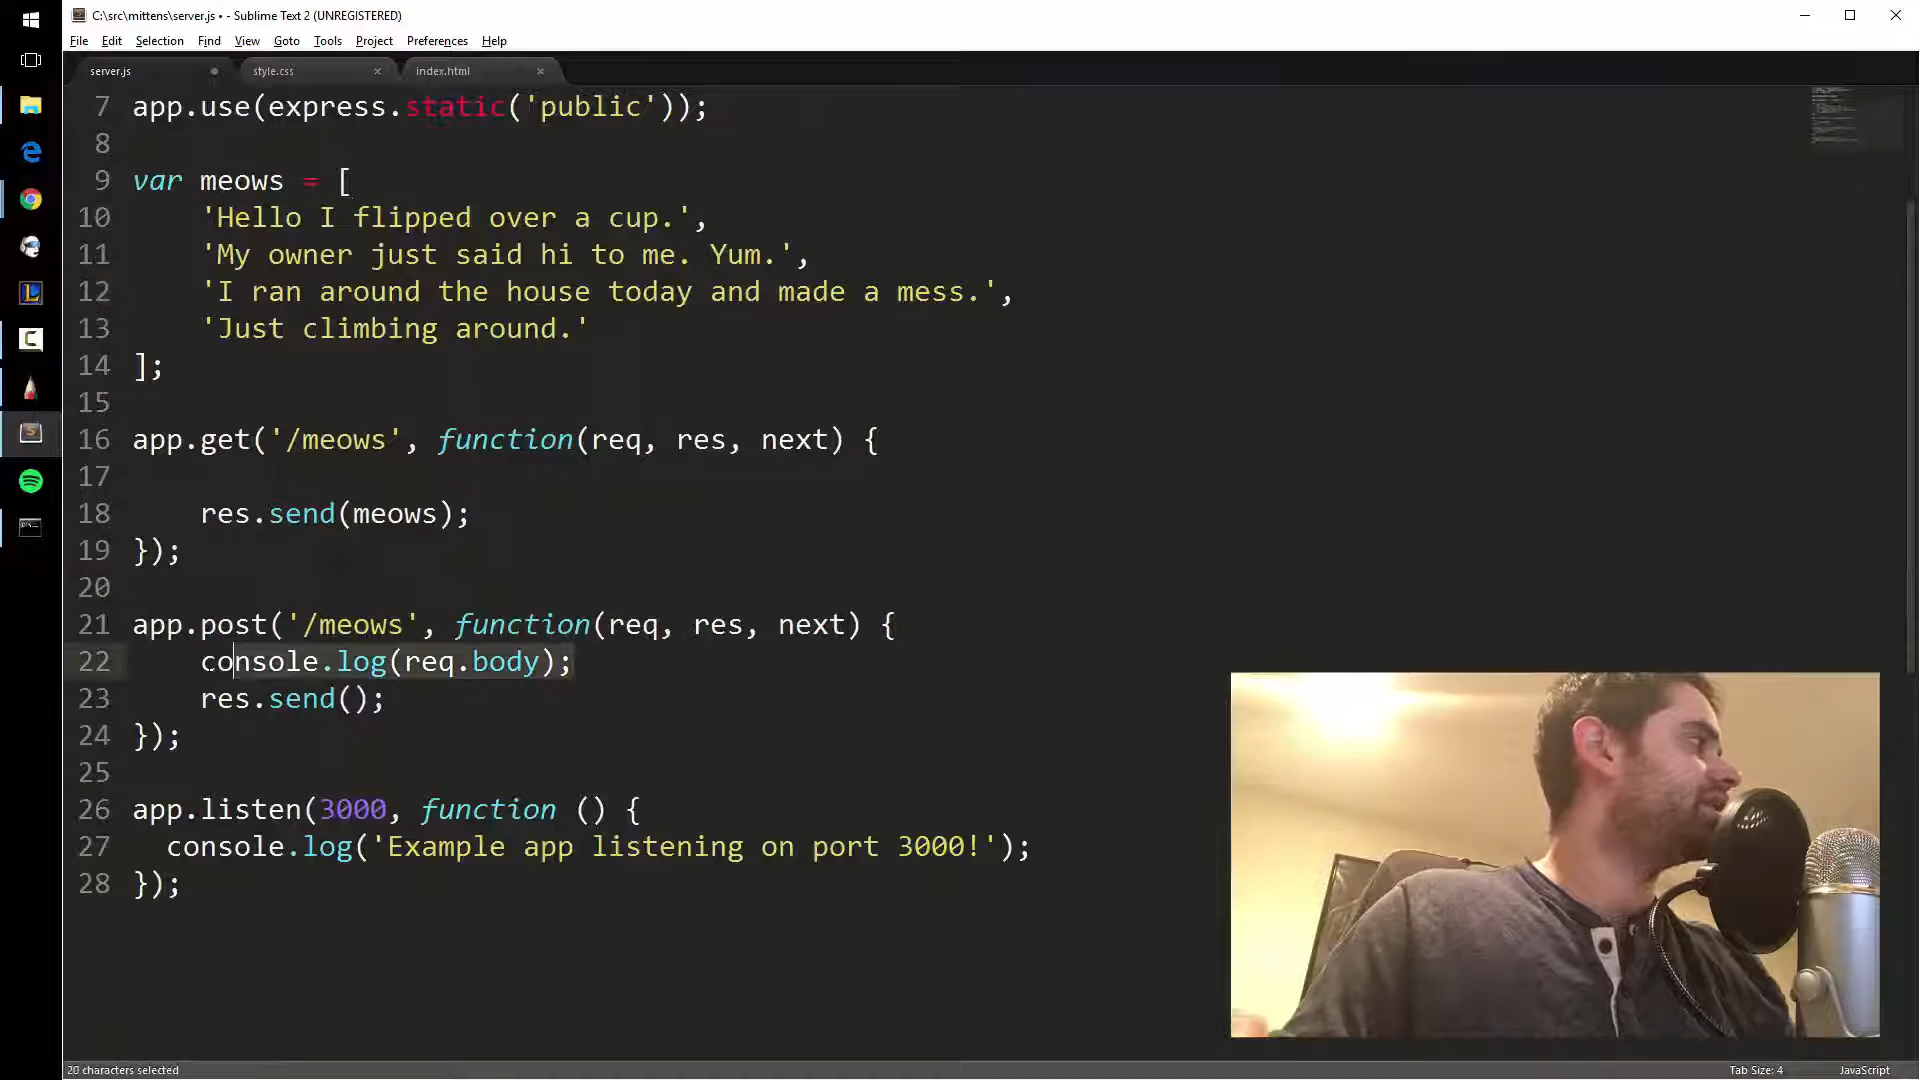 C:\src\mittens\server.js • - Sublime Text 2 (UNREGISTERED)
File Edit Selection Find View Goto Tools Project Preferences Help
server.js style.css index.html
7 app.use(express.static('public'));
8
9 var meows = [
10 'Hello I flipped over a cup.',
11 'My owner just said hi to me. Yum.',
12 'I ran around the house today and made a mess.',
13 'Just climbing around.'
14 ];
15
16 app.get('/meows', function(req, res, next) {
17
18 res.send(meows);
19 });
20
21 app.post('/meows', function(req, res, next) {
22 console.log(req.body);
23 res.send();
24 });
25
26 app.listen(3000, function () {
27 console.log('Example app listening on port 3000!');
28 });
20 characters selected Tab Size: 4 JavaScript